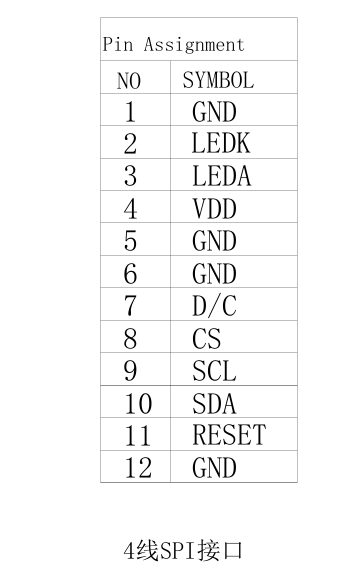 Pin Assignment
NO SYMBOL
1 GND
2 LEDK
3 LEDA
4 VDD
5 GND
6 GND
7 D/C
8 CS
9 SCL
10 SDA
11 RESET
12 GND
4线SPI接口